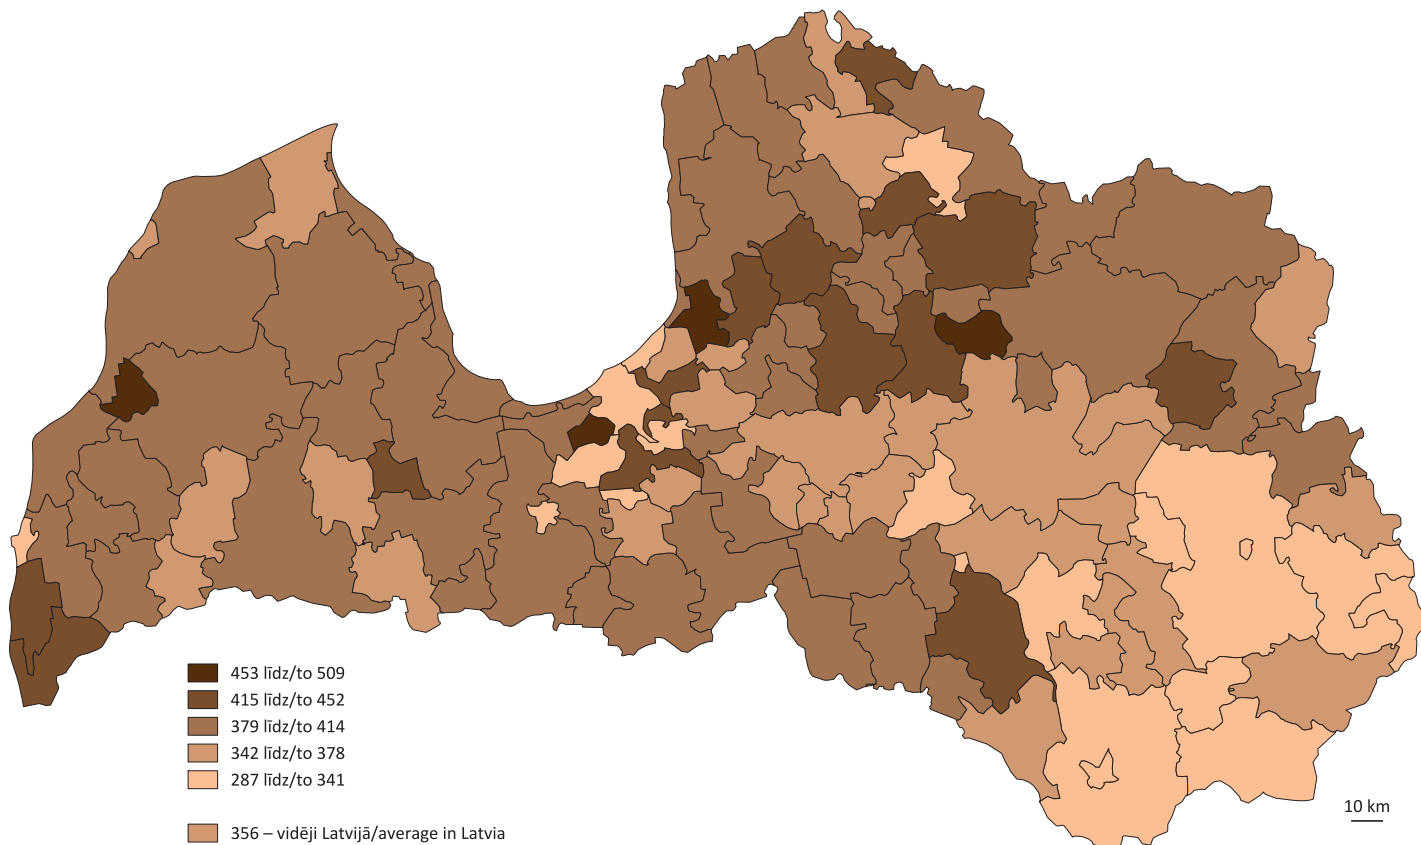 453 līdz/to 509
415 līdz/to 452
379 līdz/to 414
342 līdz/to 378
287 līdz/to 341
356 – vidēji Latvijā/average in Latvia
10 km